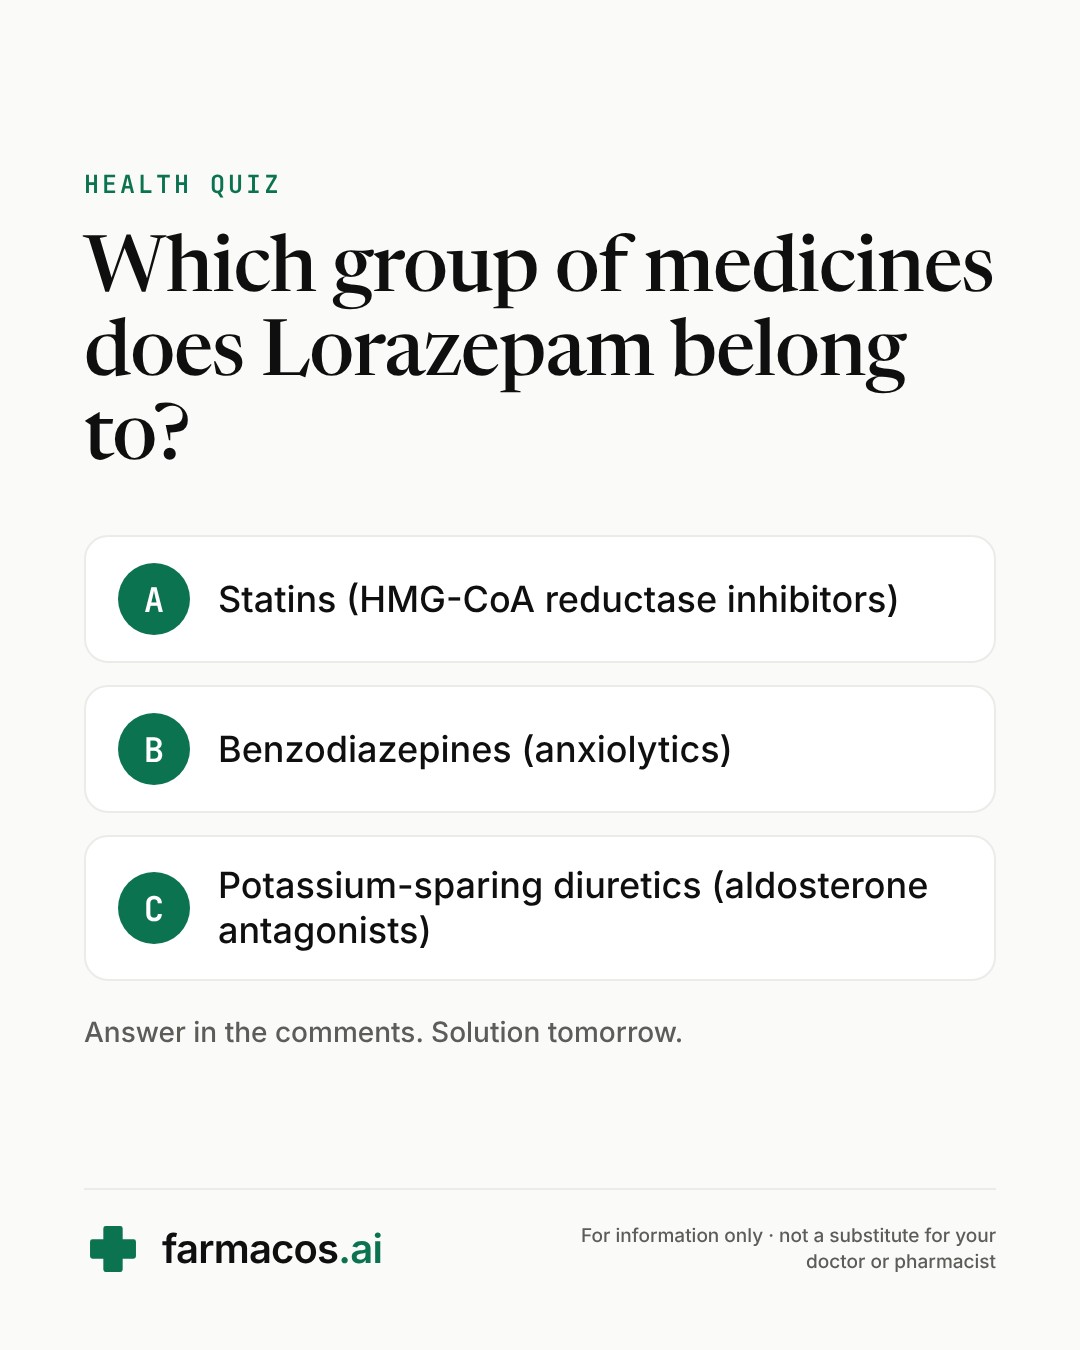 HEALTH QUIZ
Which group of medicines
does Lorazepam belong
to?
A Statins (HMG-CoA reductase inhibitors)
B Benzodiazepines (anxiolytics)
C Potassium-sparing diuretics (aldosterone
antagonists)
Answer in the comments. Solution tomorrow.
farmacos.ai
For information only · not a substitute for your
doctor or pharmacist